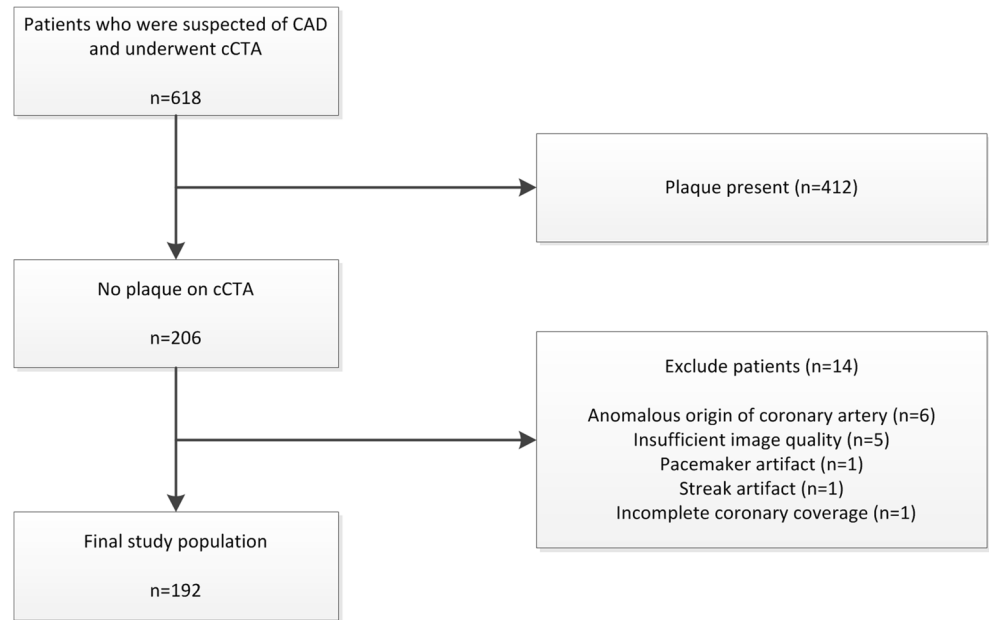 Patients who were suspected of CAD
and underwent cCTA
n=618
Plaque present (n=412)
No plaque on cCTA
n=206
Exclude patients (n=14)
Anomalous origin of coronary artery (n=6)
Insufficient image quality (n=5)
Pacemaker artifact (n=1)
Streak artifact (n=1)
Incomplete coronary coverage (n=1)
Final study population
n=192